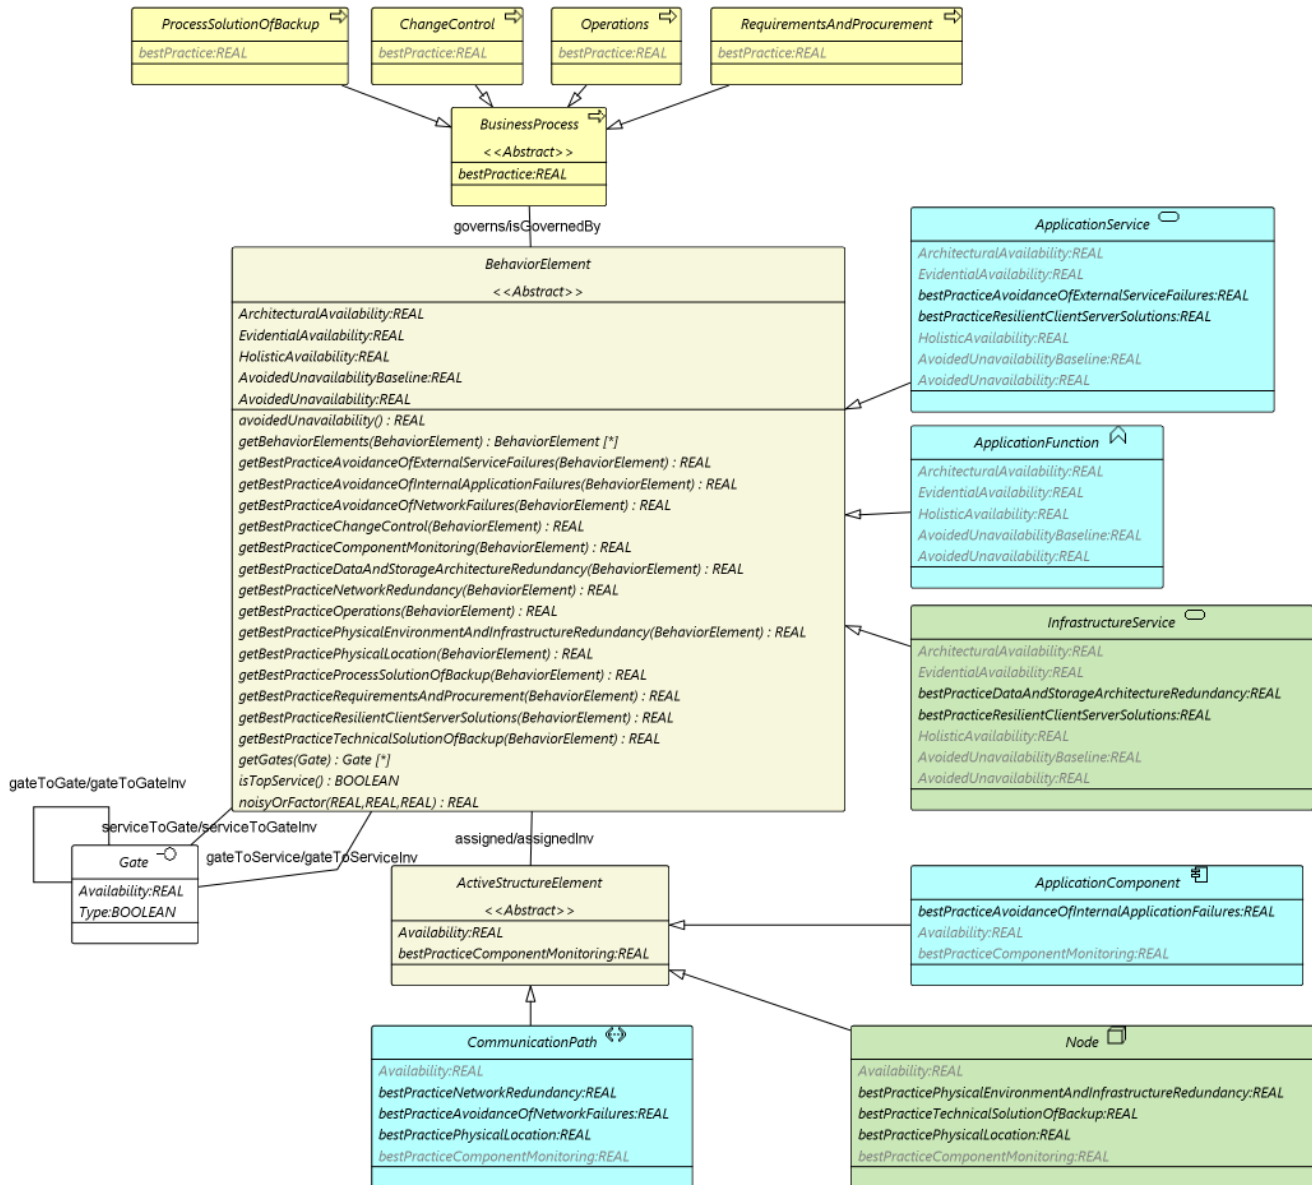 ProcessSolutionOfBackup
bestPractice:REAL
ChangeControl
bestPractice:REAL
Operations
bestPractice:REAL
RequirementsAndProcurement
bestPractice:REAL
BusinessProcess
<<Abstract>>
bestPractice:REAL
governs/isGovernedBy
BehaviorElement
<<Abstract>>
ArchitecturalAvailability:REAL
EvidentialAvailability:REAL
HolisticAvailability:REAL
AvoidedUnavailabilityBaseline:REAL
AvoidedUnavailability:REAL
avoidedUnavailability() : REAL
getBehaviorElements(BehaviorElement) : BehaviorElement [*]
getBestPracticeAvoidanceOfExternalServiceFailures(BehaviorElement) : REAL
getBestPracticeAvoidanceOfInternalApplicationFailures(BehaviorElement) : REAL
getBestPracticeAvoidanceOfNetworkFailures(BehaviorElement) : REAL
getBestPracticeChangeControl(BehaviorElement) : REAL
getBestPracticeComponentMonitoring(BehaviorElement) : REAL
getBestPracticeDataAndStorageArchitectureRedundancy(BehaviorElement) : REAL
getBestPracticeNetworkRedundancy(BehaviorElement) : REAL
getBestPracticeOperations(BehaviorElement) : REAL
getBestPracticePhysicalEnvironmentAndInfrastructureRedundancy(BehaviorElement) : REAL
getBestPracticePhysicalLocation(BehaviorElement) : REAL
getBestPracticeProcessSolutionOfBackup(BehaviorElement) : REAL
getBestPracticeRequirementsAndProcurement(BehaviorElement) : REAL
getBestPracticeResilientClientServerSolutions(BehaviorElement) : REAL
getBestPracticeTechnicalSolutionOfBackup(BehaviorElement) : REAL
getGates(Gate) : Gate [*]
isTopService() : BOOLEAN
noisyOrFactor(REAL,REAL,REAL) : REAL
ApplicationService
ArchitecturalAvailability:REAL
EvidentialAvailability:REAL
bestPracticeAvoidanceOfExternalServiceFailures:REAL
bestPracticeResilientClientServerSolutions:REAL
HolisticAvailability:REAL
AvoidedUnavailabilityBaseline:REAL
AvoidedUnavailability:REAL
ApplicationFunction
ArchitecturalAvailability:REAL
EvidentialAvailability:REAL
HolisticAvailability:REAL
AvoidedUnavailabilityBaseline:REAL
AvoidedUnavailability:REAL
InfrastructureService
ArchitecturalAvailability:REAL
EvidentialAvailability:REAL
bestPracticeDataAndStorageArchitectureRedundancy:REAL
bestPracticeResilientClientServerSolutions:REAL
HolisticAvailability:REAL
AvoidedUnavailabilityBaseline:REAL
AvoidedUnavailability:REAL
gateToGate/gateToGateInv
serviceToGate/serviceToGateInv
gateToService/gateToServiceInv
Gate
Availability:REAL
Type:BOOLEAN
assigned/assignedInv
ActiveStructureElement
<<Abstract>>
Availability:REAL
bestPracticeComponentMonitoring:REAL
ApplicationComponent
bestPracticeAvoidanceOfInternalApplicationFailures:REAL
Availability:REAL
bestPracticeComponentMonitoring:REAL
CommunicationPath
Availability:REAL
bestPracticeNetworkRedundancy:REAL
bestPracticeAvoidanceOfNetworkFailures:REAL
bestPracticePhysicalLocation:REAL
bestPracticeComponentMonitoring:REAL
Node
Availability:REAL
bestPracticePhysicalEnvironmentAndInfrastructureRedundancy:REAL
bestPracticeTechnicalSolutionOfBackup:REAL
bestPracticePhysicalLocation:REAL
bestPracticeComponentMonitoring:REAL